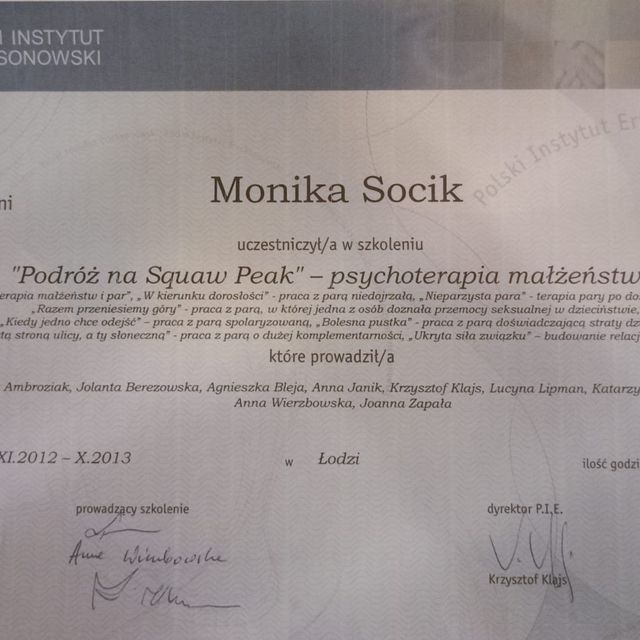 I INSTYTUT
SONOWSKI
Polski Instytut Er
ni
Monika Socik
uczestniczył/a w szkoleniu
"Podróż na Squaw Peak" – psychoterapia małżeństw
erapia małżeństw i par", „W kierunku dorosłości" - praca z parą niedojrzałą, „Nieparzysta para" - terapia pary po do
„Razem przeniesiemy góry" - praca z parą, w której jedna z osób doznała przemocy seksualnej w dzieciństwie,
„Kiedy jedno chce odejść" – praca z parą spolaryzowaną, „Bolesna pustka" - praca z parą doświadczającą straty dz
tą stroną ulicy, a ty słoneczną" - praca z parą o dużej komplementarności, „Ukryta siła związku" – budowanie relac
które prowadził/a
Ambroziak, Jolanta Berezowska, Agnieszka Bleja, Anna Janik, Krzysztof Klajs, Lucyna Lipman, Katarzy
Anna Wierzbowska, Joanna Zapała
XI.2012 – X.2013 w Łodzi ilość godzi
prowadzący szkolenie dyrektor P.I.E.
Anna Wierzbowska
Krzysztof Klajs